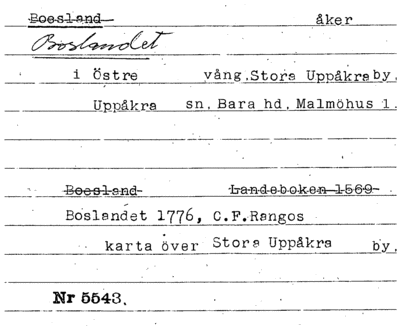 Boesland åker
Boslandet
i Östre vång. Stora Uppåkra by.
Uppåkra sn. Bara hd. Malmöhus l.
Boesland Landeboken 1569
Boslandet 1776, C.F.Rangos
karta över Stora Uppåkra by.
Nr 5543.